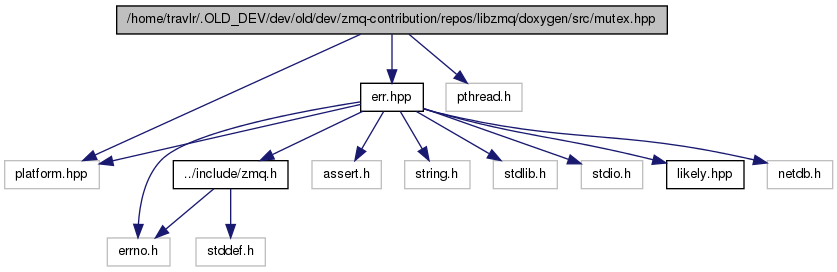 /home/travlr/.OLD_DEV/dev/old/dev/zmq-contribution/repos/libzmq/doxygen/src/mutex.hpp
err.hpp
pthread.h
platform.hpp
../include/zmq.h
assert.h
string.h
stdlib.h
stdio.h
likely.hpp
netdb.h
errno.h
stddef.h